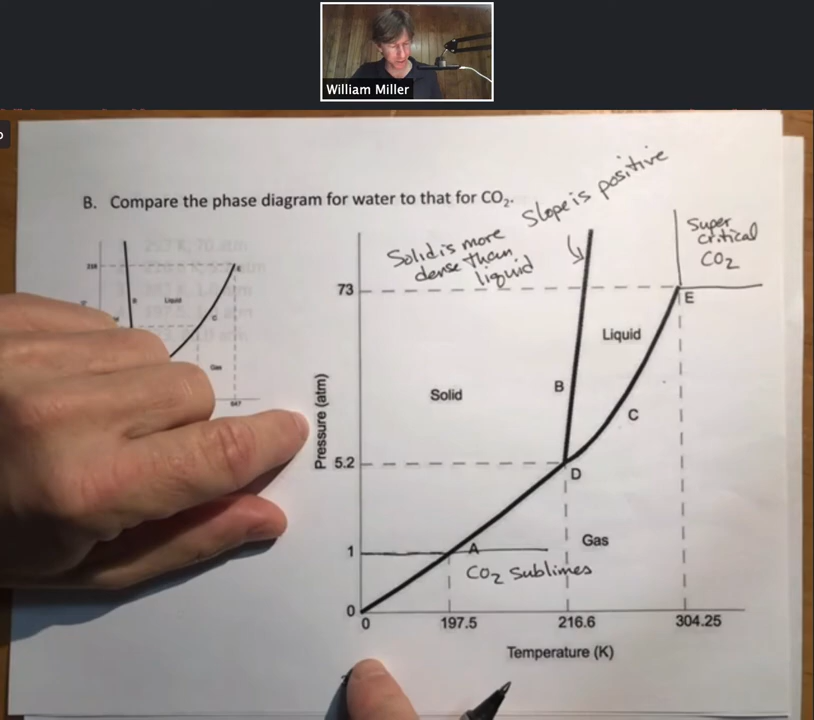 William Miller
B. Compare the phase diagram for water to that for CO₂.
Slope is positive
Solid is more
dense than
liquid
Super
critical
CO₂
218
73
E
E
B
Liquid
Liquid
C
Gas
647
Solid
B
C
Pressure (atm)
5.2
D
Gas
1
A
CO₂ Sublimes
0
0
197.5
216.6
304.25
Temperature (K)